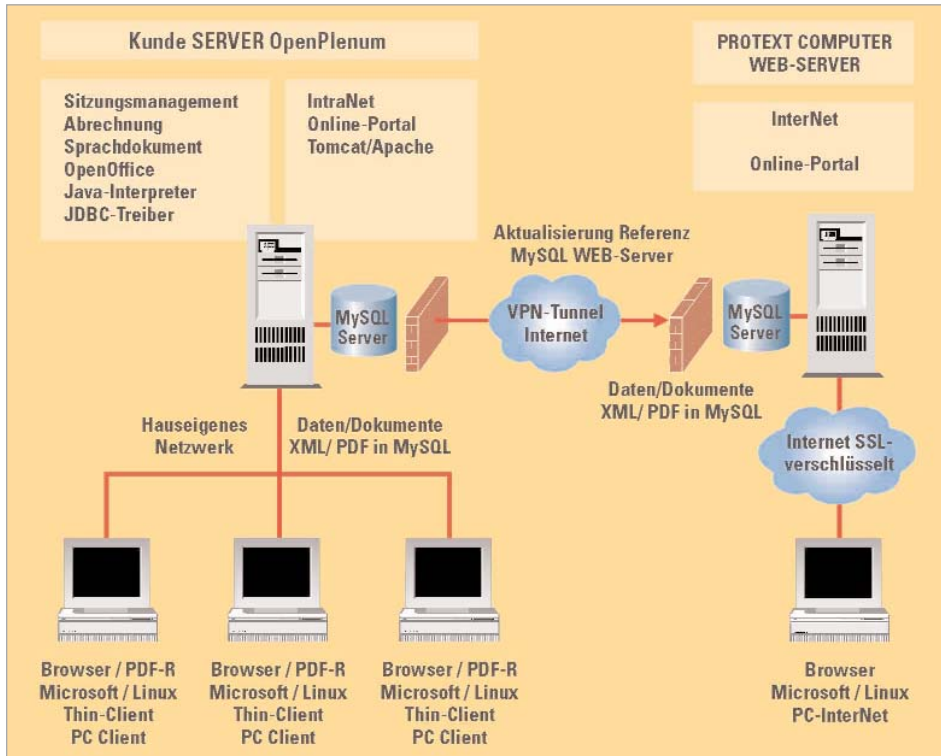 Kunde SERVER OpenPlenum
PROTEXT COMPUTER
WEB-SERVER
Sitzungsmanagement
Abrechnung
Sprachdokument
OpenOffice
Java-Interpreter
JDBC-Treiber
IntraNet
Online-Portal
Tomcat/Apache
InterNet
Online-Portal
Aktualisierung Referenz
MySQL WEB-Server
MySQL
Server
VPN-Tunnel
Internet
MySQL
Server
Daten/Dokumente
XML/ PDF in MySQL
Hauseigenes
Netzwerk
Daten/Dokumente
XML/ PDF in MySQL
Internet SSL-
verschlüsselt
Browser / PDF-R
Microsoft / Linux
Thin-Client
PC Client
Browser / PDF-R
Microsoft / Linux
Thin-Client
PC Client
Browser / PDF-R
Microsoft / Linux
Thin-Client
PC Client
Browser
Microsoft / Linux
PC-InterNet